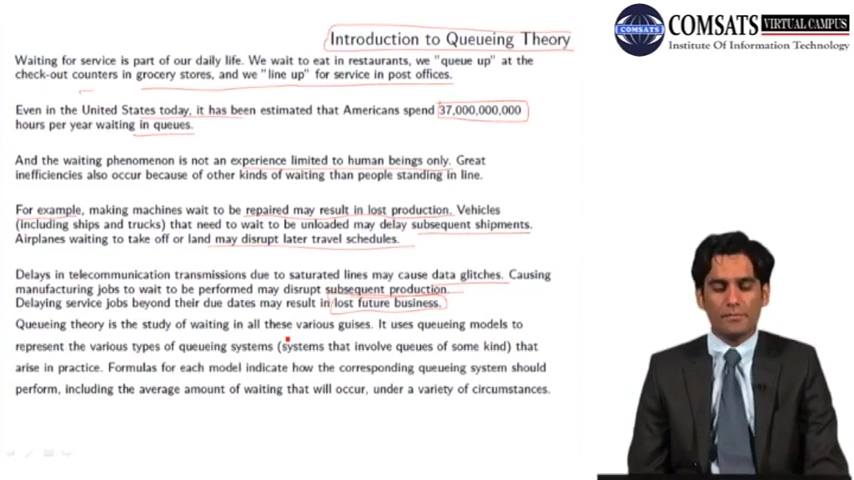 Introduction to Queueing Theory
COMSATS VIRTUAL CAMPUS
Institute Of Information Technology
Waiting for service is part of our daily life. We wait to eat in restaurants, we "queue up" at the
check-out counters in grocery stores, and we "line up" for service in post offices.
Even in the United States today, it has been estimated that Americans spend 37,000,000,000
hours per year waiting in queues.
And the waiting phenomenon is not an experience limited to human beings only. Great
inefficiencies also occur because of other kinds of waiting than people standing in line.
For example, making machines wait to be repaired may result in lost production. Vehicles
(including ships and trucks) that need to wait to be unloaded may delay subsequent shipments.
Airplanes waiting to take off or land may disrupt later travel schedules.
Delays in telecommunication transmissions due to saturated lines may cause data glitches. Causing
manufacturing jobs to wait to be performed may disrupt subsequent production.
Delaying service jobs beyond their due dates may result in lost future business.
Queueing theory is the study of waiting in all these various guises. It uses queueing models to
represent the various types of queueing systems (systems that involve queues of some kind) that
arise in practice. Formulas for each model indicate how the corresponding queueing system should
perform, including the average amount of waiting that will occur, under a variety of circumstances.